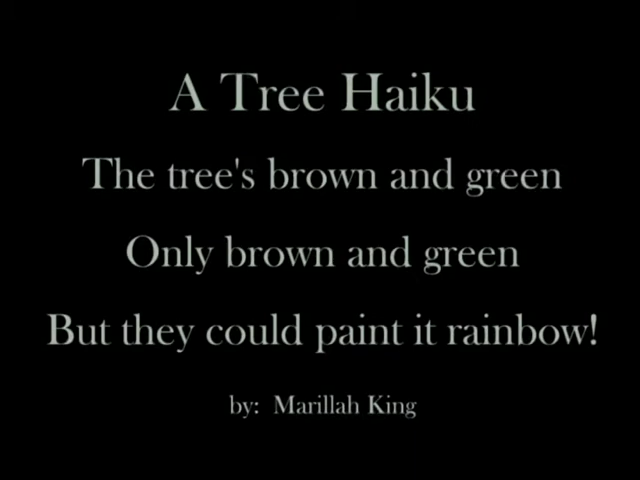 A Tree Haiku
The tree's brown and green
Only brown and green
But they could paint it rainbow!
by: Marillah King